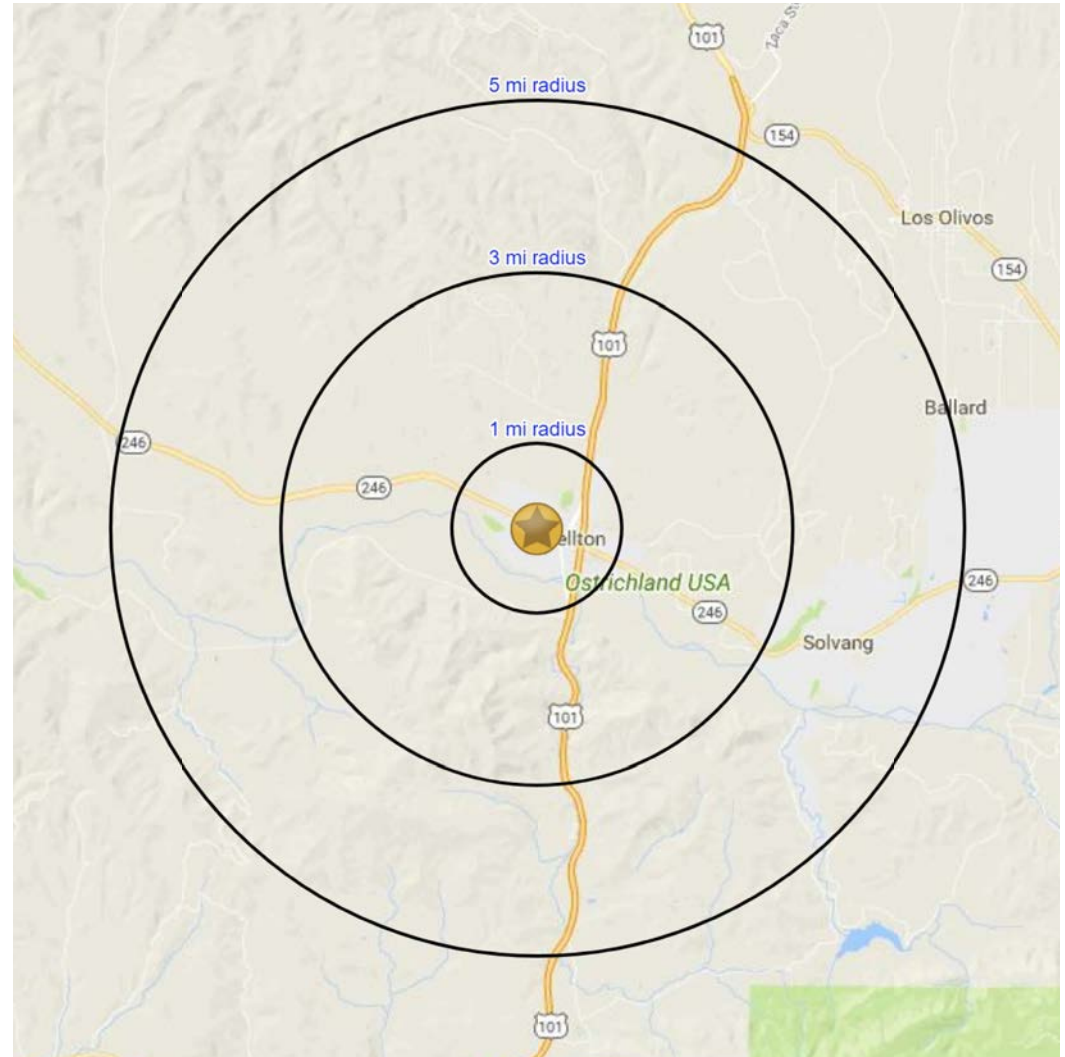 101
Zaca St
5 mi radius
154
Los Olivos
3 mi radius
154
101
Ballard
1 mi radius
246
246
ellton
Ostrichland USA
246
246
Solvang
101
101